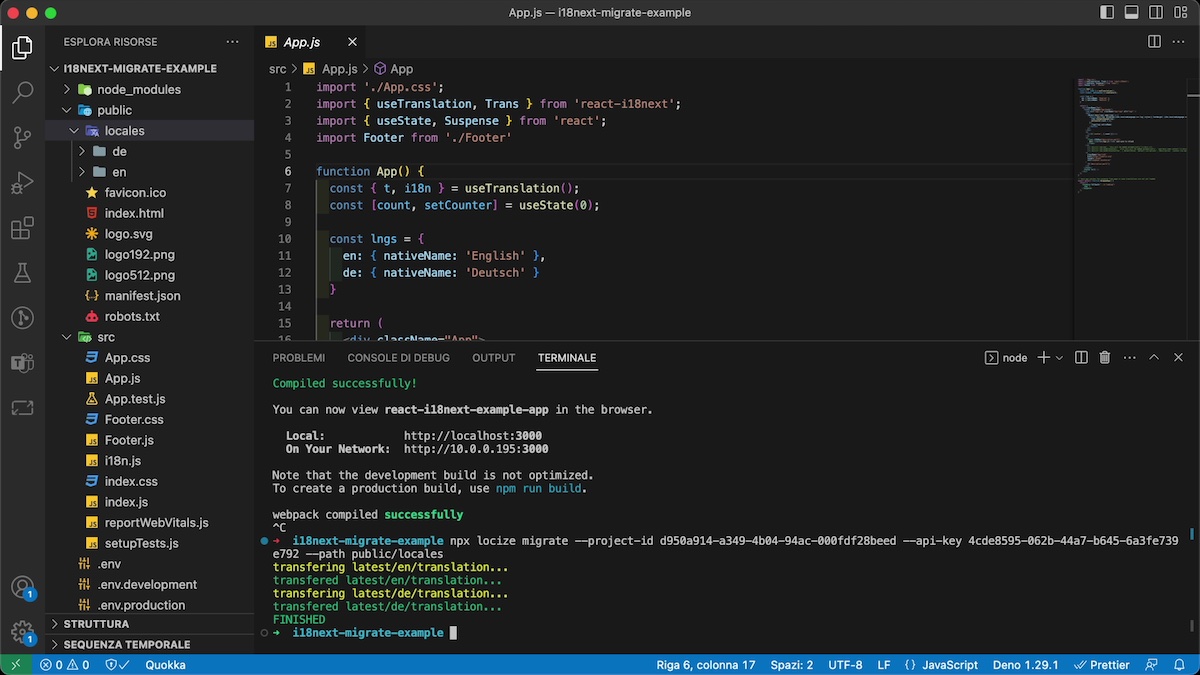 App.js — i18next-migrate-example
ESPLORA RISORSE
App.js
src > App.js > App
I18NEXT-MIGRATE-EXAMPLE
node_modules
public
locales
de
en
favicon.ico
index.html
logo.svg
logo192.png
logo512.png
manifest.json
robots.txt
src
App.css
App.js
App.test.js
Footer.css
Footer.js
i18n.js
index.css
index.js
reportWebVitals.js
setupTests.js
.env
.env.development
.env.production
STRUTTURA
SEQUENZA TEMPORALE
1 import './App.css';
2 import { useTranslation, Trans } from 'react-i18next';
3 import { useState, Suspense } from 'react';
4 import Footer from './Footer'
5
6 function App() {
7 const { t, i18n } = useTranslation();
8 const [count, setCounter] = useState(0);
9
10 const lngs = {
11 en: { nativeName: 'English' },
12 de: { nativeName: 'Deutsch' }
13 }
14
15 return (
16 <div className="App">
PROBLEMI CONSOLE DI DEBUG OUTPUT TERMINALE node
Compiled successfully!
You can now view react-i18next-example-app in the browser.
Local: http://localhost:3000
On Your Network: http://10.0.0.195:3000
Note that the development build is not optimized.
To create a production build, use npm run build.
webpack compiled successfully
^C
➜ i18next-migrate-example npx locize migrate --project-id d950a914-a349-4b04-94ac-000fdf28beed --api-key 4cde8595-062b-44a7-b645-6a3fe739
e792 --path public/locales
transfering latest/en/translation...
transfered latest/en/translation...
transfering latest/de/translation...
transfered latest/de/translation...
FINISHED
➜ i18next-migrate-example
1
1
0 0 Quokka Riga 6, colonna 17 Spazi: 2 UTF-8 LF {} JavaScript Deno 1.29.1 Prettier